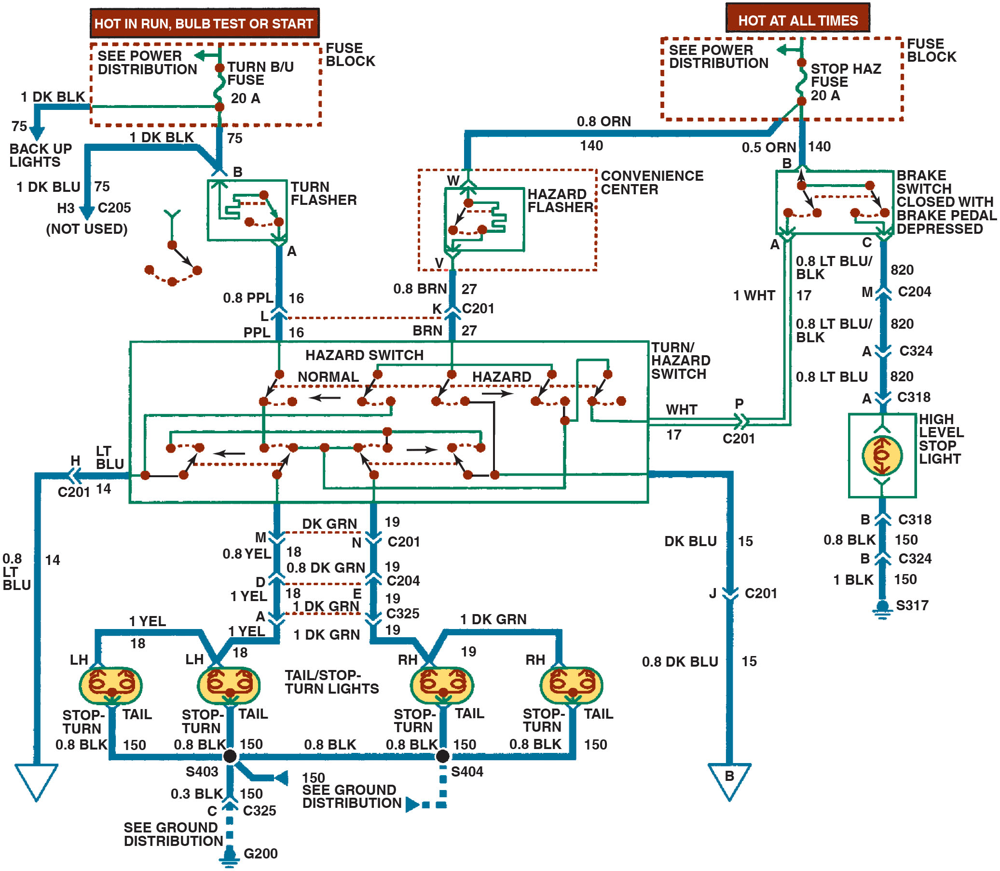 HOT IN RUN, BULB TEST OR START
HOT AT ALL TIMES
SEE POWER
DISTRIBUTION
TURN B/U
FUSE
20 A
FUSE
BLOCK
SEE POWER
DISTRIBUTION
STOP HAZ
FUSE
20 A
FUSE
BLOCK
1 DK BLK
75
BACK UP
LIGHTS
1 DK BLK
75
1 DK BLU
75
H3
C205
(NOT USED)
B
TURN
FLASHER
A
0.8 ORN
140
0.5 ORN
140
W
CONVENIENCE
CENTER
HAZARD
FLASHER
V
B
BRAKE
SWITCH
CLOSED WITH
BRAKE PEDAL
DEPRESSED
A
C
0.8 PPL
16
L
PPL
16
0.8 BRN
27
K
C201
BRN
27
0.8 LT BLU/
BLK
820
1 WHT
17
M
C204
0.8 LT BLU/
BLK
820
A
C324
0.8 LT BLU
820
A
C318
HAZARD SWITCH
NORMAL
HAZARD
TURN/
HAZARD
SWITCH
WHT
17
P
C201
HIGH
LEVEL
STOP
LIGHT
H
C201
LT
BLU
14
0.8
LT
BLU
14
DK GRN
19
M
N
C201
0.8 YEL
18
0.8 DK GRN
19
D
E
C204
1 YEL
18
1 DK GRN
19
A
C325
1 YEL
18
1 DK GRN
19
DK BLU
15
J
C201
0.8 DK BLU
15
B
B
C318
0.8 BLK
150
B
C324
1 BLK
150
S317
1 YEL
18
1 DK GRN
19
LH
LH
RH
RH
TAIL/STOP-
TURN LIGHTS
STOP-
TURN
TAIL
STOP-
TURN
TAIL
STOP-
TURN
TAIL
STOP-
TURN
TAIL
0.8 BLK
150
0.8 BLK
150
0.8 BLK
0.8 BLK
150
0.8 BLK
150
S403
S404
150
SEE GROUND
DISTRIBUTION
0.3 BLK
150
C
C325
SEE GROUND
DISTRIBUTION
G200